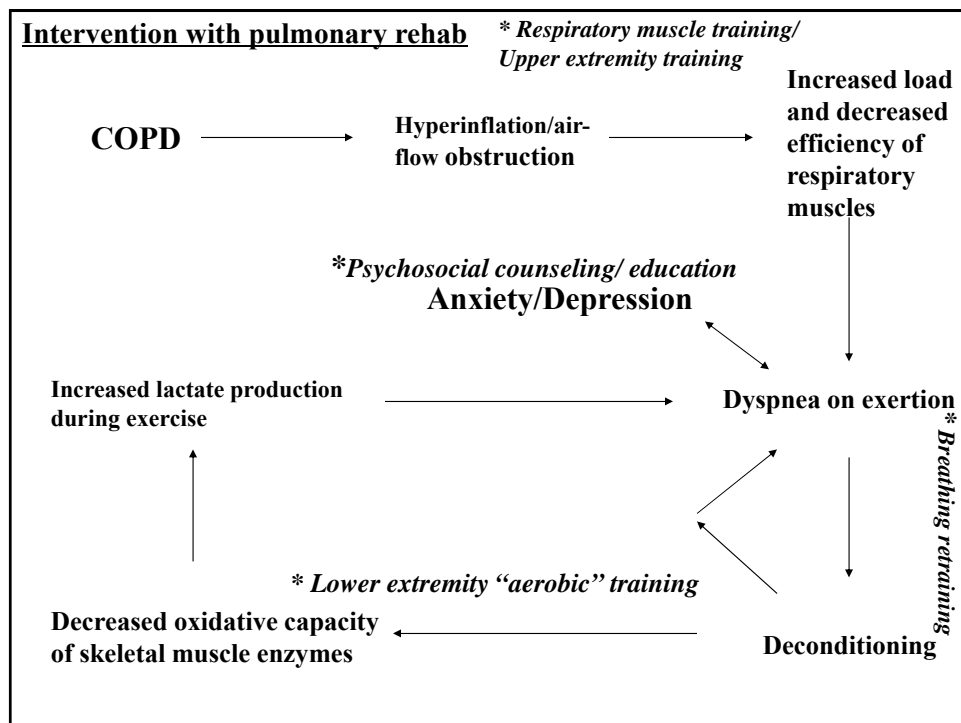 Intervention with pulmonary rehab
* Respiratory muscle training/
Upper extremity training
COPD
Hyperinflation/air-
flow obstruction
Increased load
and decreased
efficiency of
respiratory
muscles
*Psychosocial counseling/ education
Anxiety/Depression
Increased lactate production
during exercise
Dyspnea on exertion
* Breathing retraining
* Lower extremity “aerobic” training
Decreased oxidative capacity
of skeletal muscle enzymes
Deconditioning